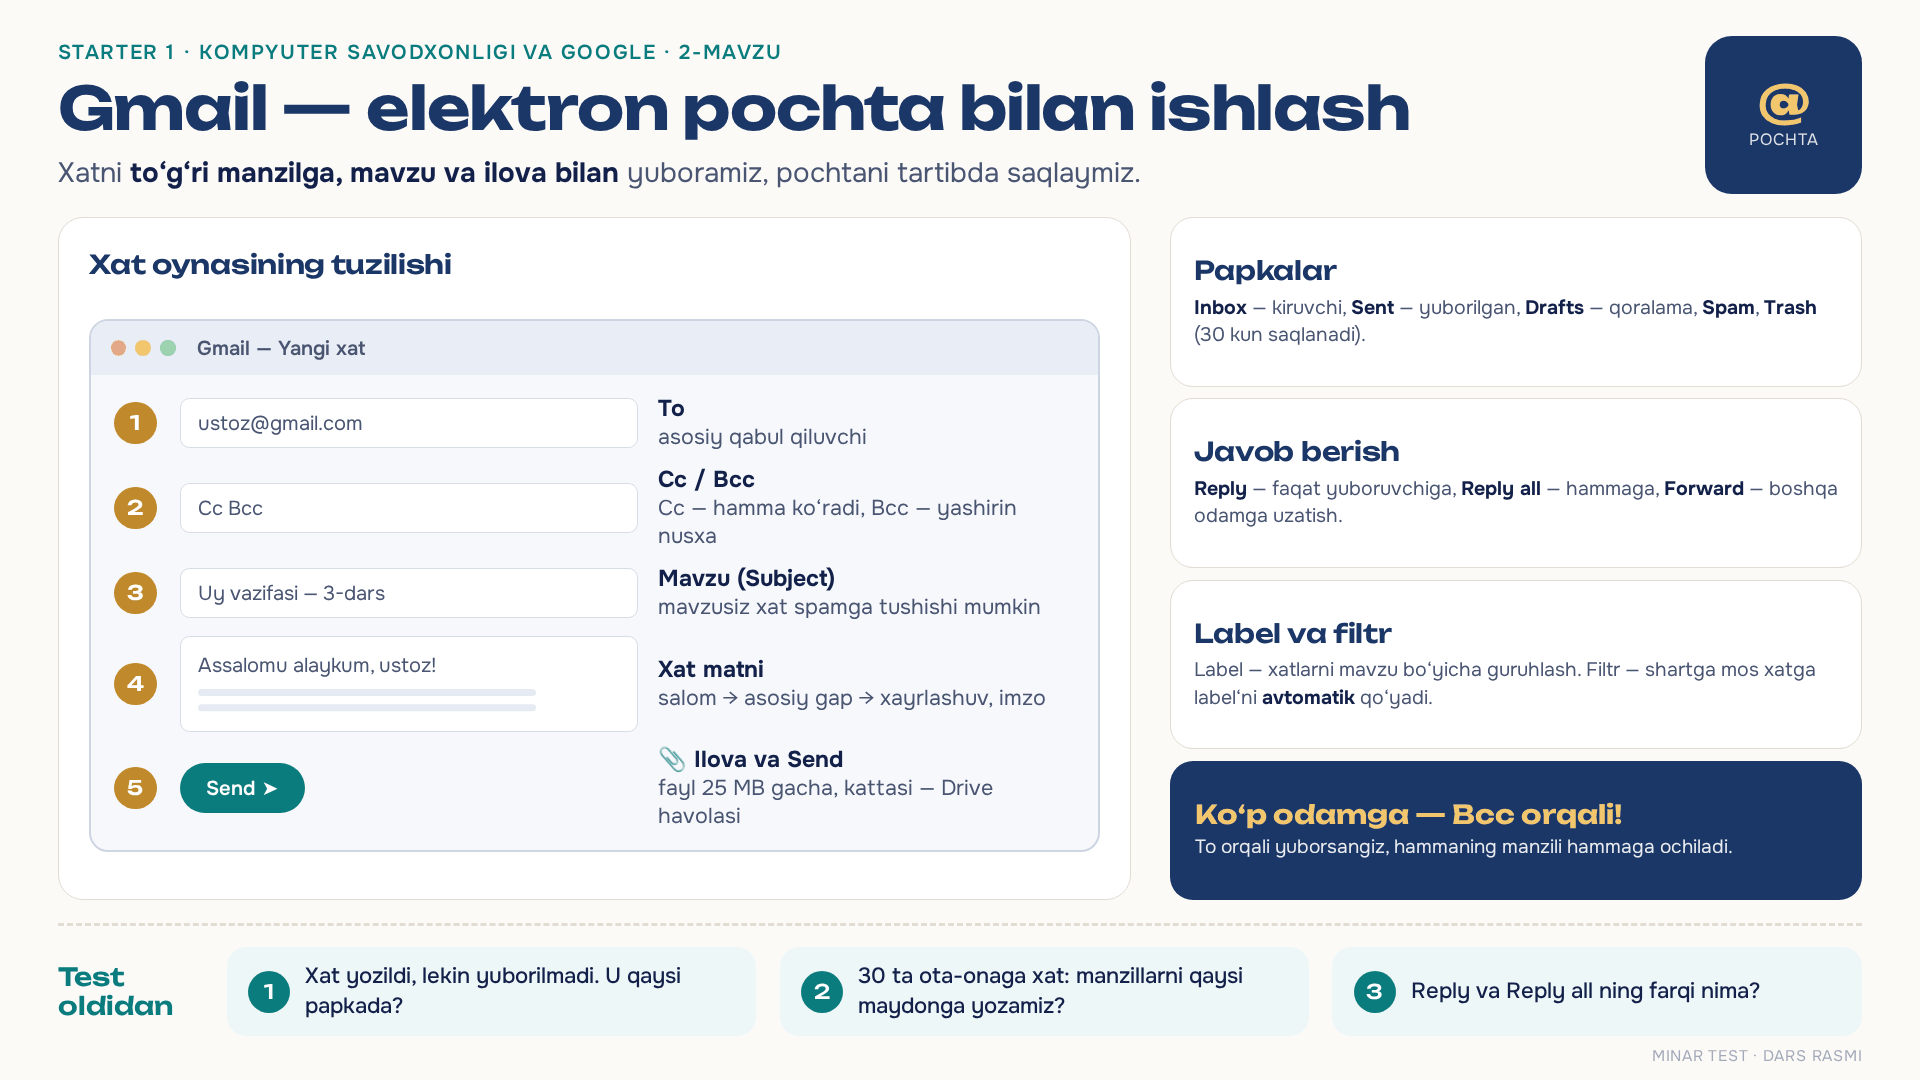 STARTER 1 · KOMPYUTER SAVODXONLIGI VA GOOGLE · 2-MAVZU
Gmail — elektron pochta bilan ishlash
Xatni to‘g‘ri manzilga, mavzu va ilova bilan yuboramiz, pochtani tartibda saqlaymiz.
@
POCHTA
Xat oynasining tuzilishi
Gmail — Yangi xat
1
ustoz@gmail.com
To
asosiy qabul qiluvchi
2
Cc Bcc
Cc / Bcc
Cc — hamma ko‘radi, Bcc — yashirin
nusxa
3
Uy vazifasi — 3-dars
Mavzu (Subject)
mavzusiz xat spamga tushishi mumkin
4
Assalomu alaykum, ustoz!
Xat matni
salom → asosiy gap → xayrlashuv, imzo
5
Send ➤
📎 Ilova va Send
fayl 25 MB gacha, kattasi — Drive
havolasi
Papkalar
Inbox — kiruvchi, Sent — yuborilgan, Drafts — qoralama, Spam, Trash
(30 kun saqlanadi).
Javob berish
Reply — faqat yuboruvchiga, Reply all — hammaga, Forward — boshqa
odamga uzatish.
Label va filtr
Label — xatlarni mavzu bo‘yicha guruhlash. Filtr — shartga mos xatga
label‘ni avtomatik qo‘yadi.
Ko‘p odamga — Bcc orqali!
To orqali yuborsangiz, hammaning manzili hammaga ochiladi.
Test
oldidan
1
Xat yozildi, lekin yuborilmadi. U qaysi
papkada?
2
30 ta ota-onaga xat: manzillarni qaysi
maydonga yozamiz?
3
Reply va Reply all ning farqi nima?
MINAR TEST · DARS RASMI